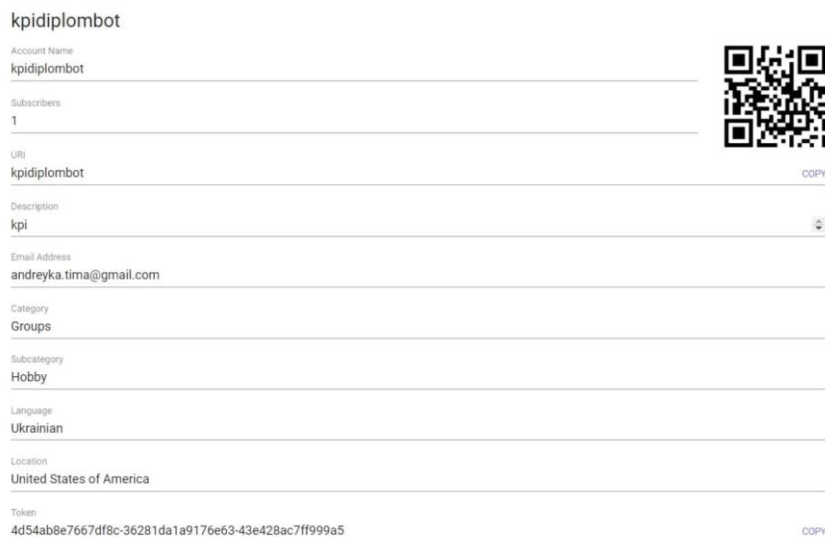 kpidiplombot
Account Name
kpidiplombot
Subscribers
1
URI
kpidiplombot
COPY
Description
kpi
Email Address
andreyka.tima@gmail.com
Category
Groups
Subcategory
Hobby
Language
Ukrainian
Location
United States of America
Token
4d54ab8e7667df8c-36281da1a9176e63-43e428ac7ff999a5
COPY